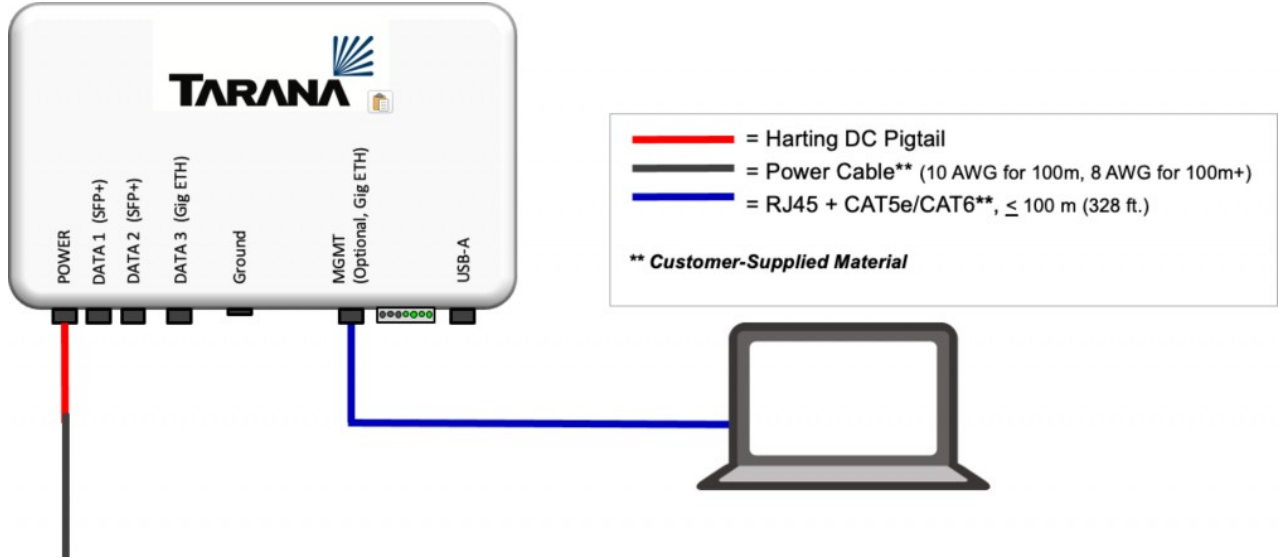 TARANA
POWER
DATA 1 (SFP+)
DATA 2 (SFP+)
DATA 3 (Gig ETH)
Ground
MGMT
(Optional, Gig ETH)
USB-A
= Harting DC Pigtail
= Power Cable** (10 AWG for 100m, 8 AWG for 100m+)
= RJ45 + CAT5e/CAT6**, ≤ 100 m (328 ft.)
** Customer-Supplied Material